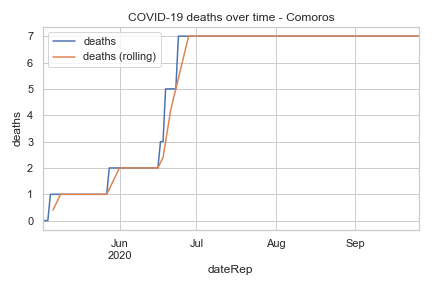 COVID-19 deaths over time - Comoros
deaths
deaths (rolling)
deaths
7
6
5
4
3
2
1
0
Jun
2020
Jul
Aug
Sep
dateRep